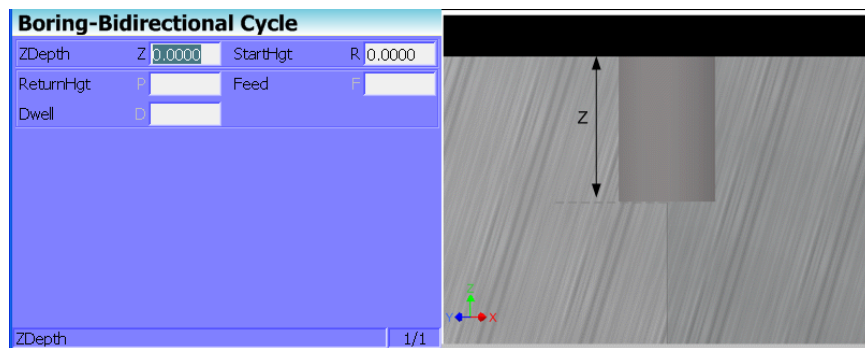 Boring-Bidirectional Cycle
ZDepth Z 0.0000 StartHgt R 0.0000
ReturnHgt P Feed F
Dwell D
Z
Z
Y X
ZDepth 1/1